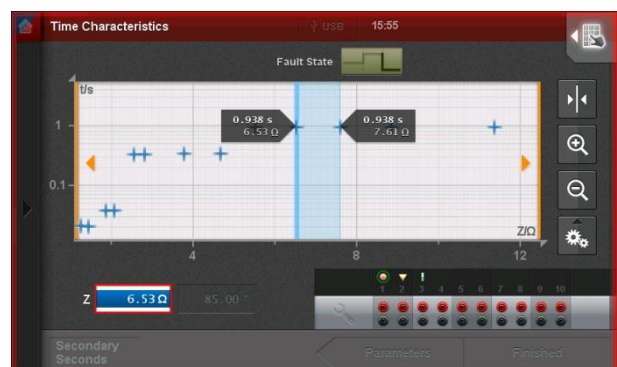 Time Characteristics
USB
15:55
Fault State
t/s
0.938 s
6.53 Ω
0.938 s
7.61 Ω
1
0.1
Z/Ω
4
8
12
1 2 3 4 5 6 7 8 9 10
Z 6.53 Ω 85.00 °
Secondary
Seconds
Parameters
Finished